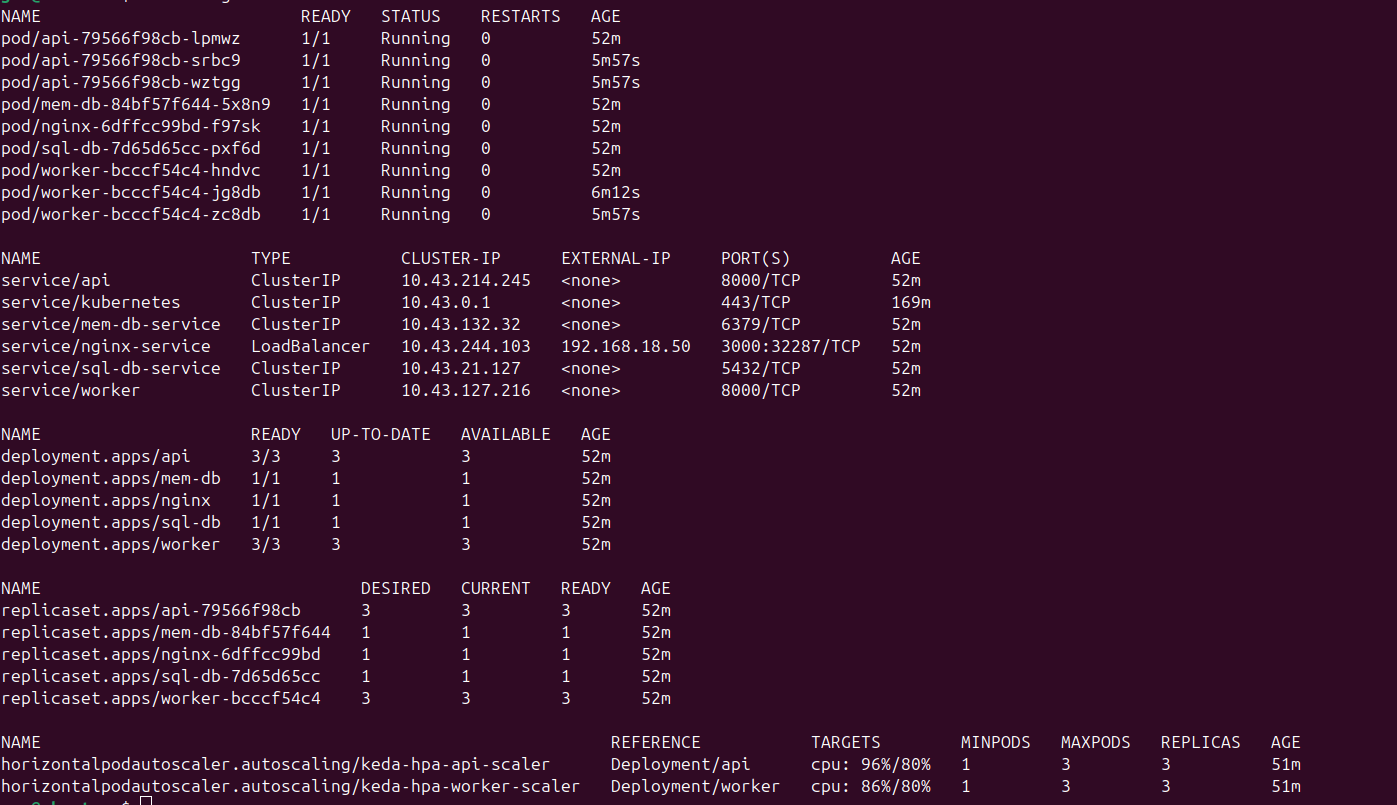 NAME READY STATUS RESTARTS AGE
pod/api-79566f98cb-lpmwz 1/1 Running 0 52m
pod/api-79566f98cb-srbc9 1/1 Running 0 5m57s
pod/api-79566f98cb-wztgg 1/1 Running 0 5m57s
pod/mem-db-84bf57f644-5x8n9 1/1 Running 0 52m
pod/nginx-6dffcc99bd-f97sk 1/1 Running 0 52m
pod/sql-db-7d65d65cc-pxf6d 1/1 Running 0 52m
pod/worker-bcccf54c4-hndvc 1/1 Running 0 52m
pod/worker-bcccf54c4-jg8db 1/1 Running 0 6m12s
pod/worker-bcccf54c4-zc8db 1/1 Running 0 5m57s
NAME TYPE CLUSTER-IP EXTERNAL-IP PORT(S) AGE
service/api ClusterIP 10.43.214.245 <none> 8000/TCP 52m
service/kubernetes ClusterIP 10.43.0.1 <none> 443/TCP 169m
service/mem-db-service ClusterIP 10.43.132.32 <none> 6379/TCP 52m
service/nginx-service LoadBalancer 10.43.244.103 192.168.18.50 3000:32287/TCP 52m
service/sql-db-service ClusterIP 10.43.21.127 <none> 5432/TCP 52m
service/worker ClusterIP 10.43.127.216 <none> 8000/TCP 52m
NAME READY UP-TO-DATE AVAILABLE AGE
deployment.apps/api 3/3 3 3 52m
deployment.apps/mem-db 1/1 1 1 52m
deployment.apps/nginx 1/1 1 1 52m
deployment.apps/sql-db 1/1 1 1 52m
deployment.apps/worker 3/3 3 3 52m
NAME DESIRED CURRENT READY AGE
replicaset.apps/api-79566f98cb 3 3 3 52m
replicaset.apps/mem-db-84bf57f644 1 1 1 52m
replicaset.apps/nginx-6dffcc99bd 1 1 1 52m
replicaset.apps/sql-db-7d65d65cc 1 1 1 52m
replicaset.apps/worker-bcccf54c4 3 3 3 52m
NAME REFERENCE TARGETS MINPODS MAXPODS REPLICAS AGE
horizontalpodautoscaler.autoscaling/keda-hpa-api-scaler Deployment/api cpu: 96%/80% 1 3 3 51m
horizontalpodautoscaler.autoscaling/keda-hpa-worker-scaler Deployment/worker cpu: 86%/80% 1 3 3 51m